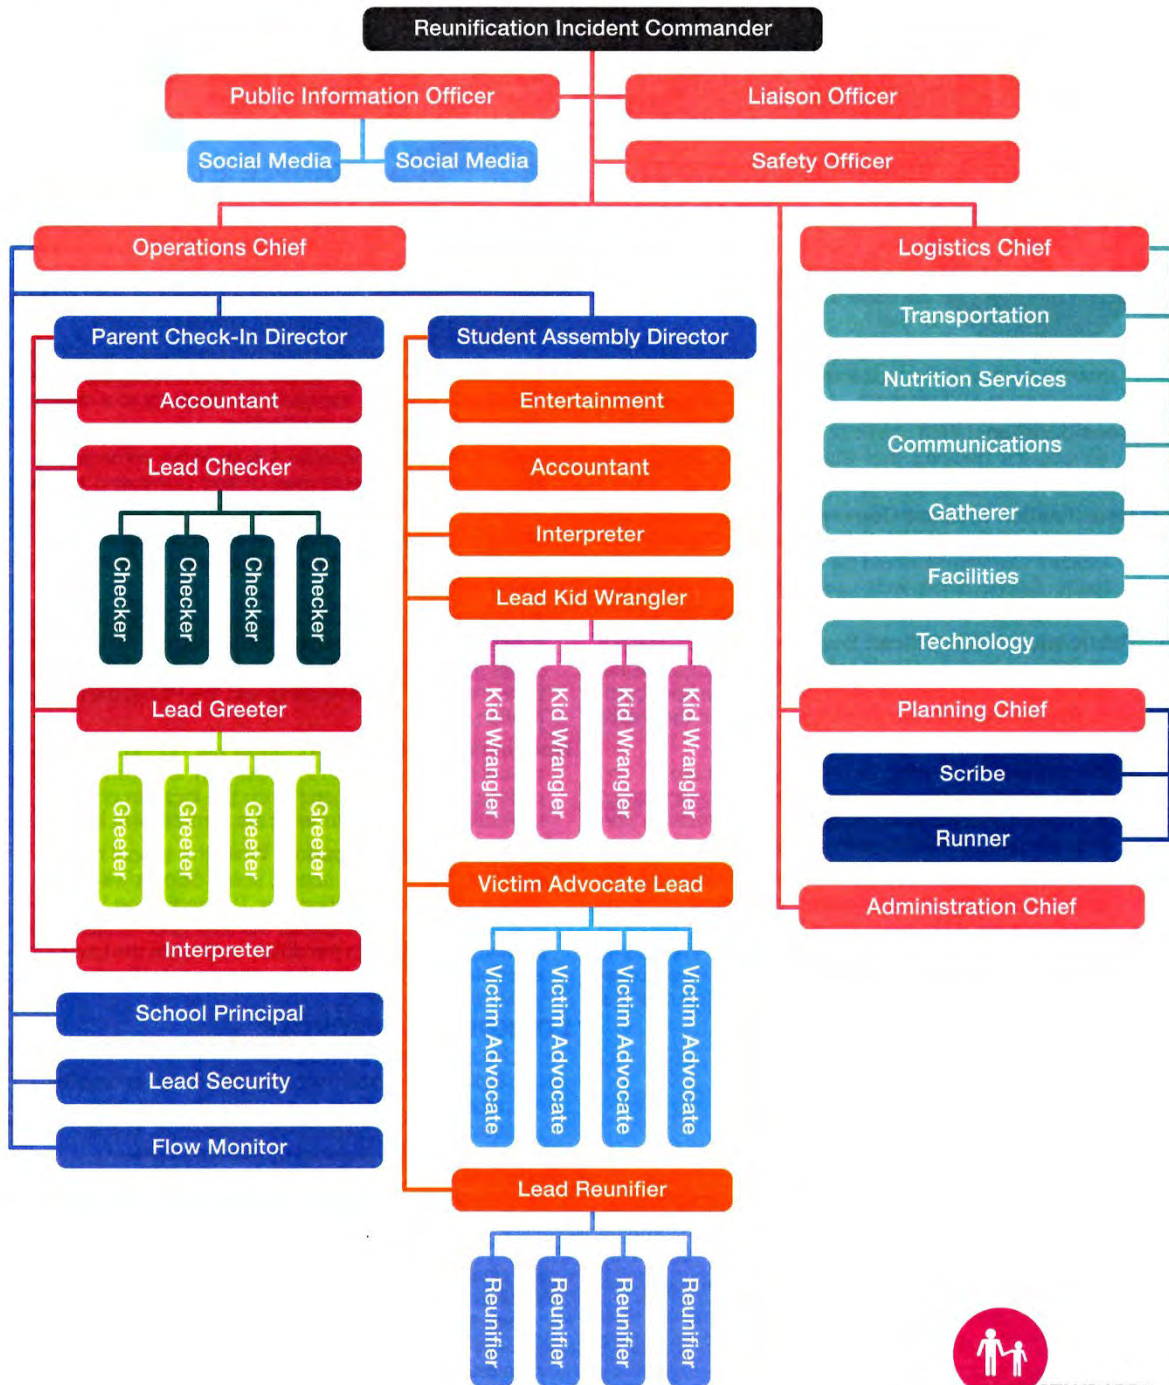 Reunification Incident Commander
Public Information Officer
Liaison Officer
Social Media
Social Media
Safety Officer
Operations Chief
Logistics Chief
Parent Check-In Director
Accountant
Lead Checker
Checker
Checker
Checker
Checker
Lead Greeter
Greeter
Greeter
Greeter
Greeter
Interpreter
School Principal
Lead Security
Flow Monitor
Student Assembly Director
Entertainment
Accountant
Interpreter
Lead Kid Wrangler
Kid Wrangler
Kid Wrangler
Kid Wrangler
Kid Wrangler
Victim Advocate Lead
Victim Advocate
Victim Advocate
Victim Advocate
Victim Advocate
Lead Reunifier
Reunifier
Reunifier
Reunifier
Reunifier
Transportation
Nutrition Services
Communications
Gatherer
Facilities
Technology
Planning Chief
Scribe
Runner
Administration Chief